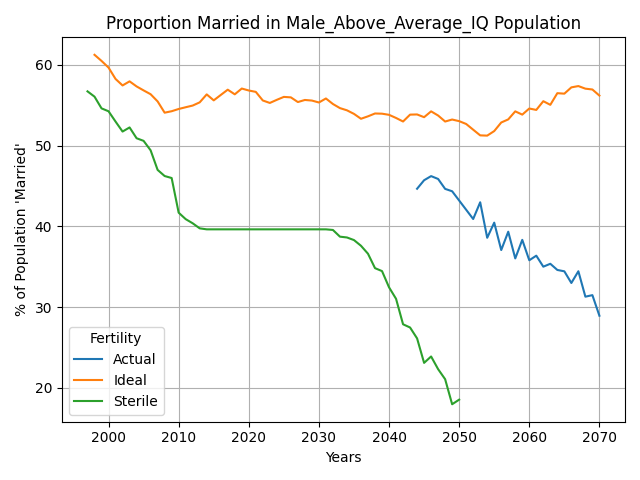 Proportion Married in Male_Above_Average_IQ Population
% of Population 'Married'
60
50
40
30
20
Fertility
Actual
Ideal
Sterile
2000 2010 2020 2030 2040 2050 2060 2070
Years